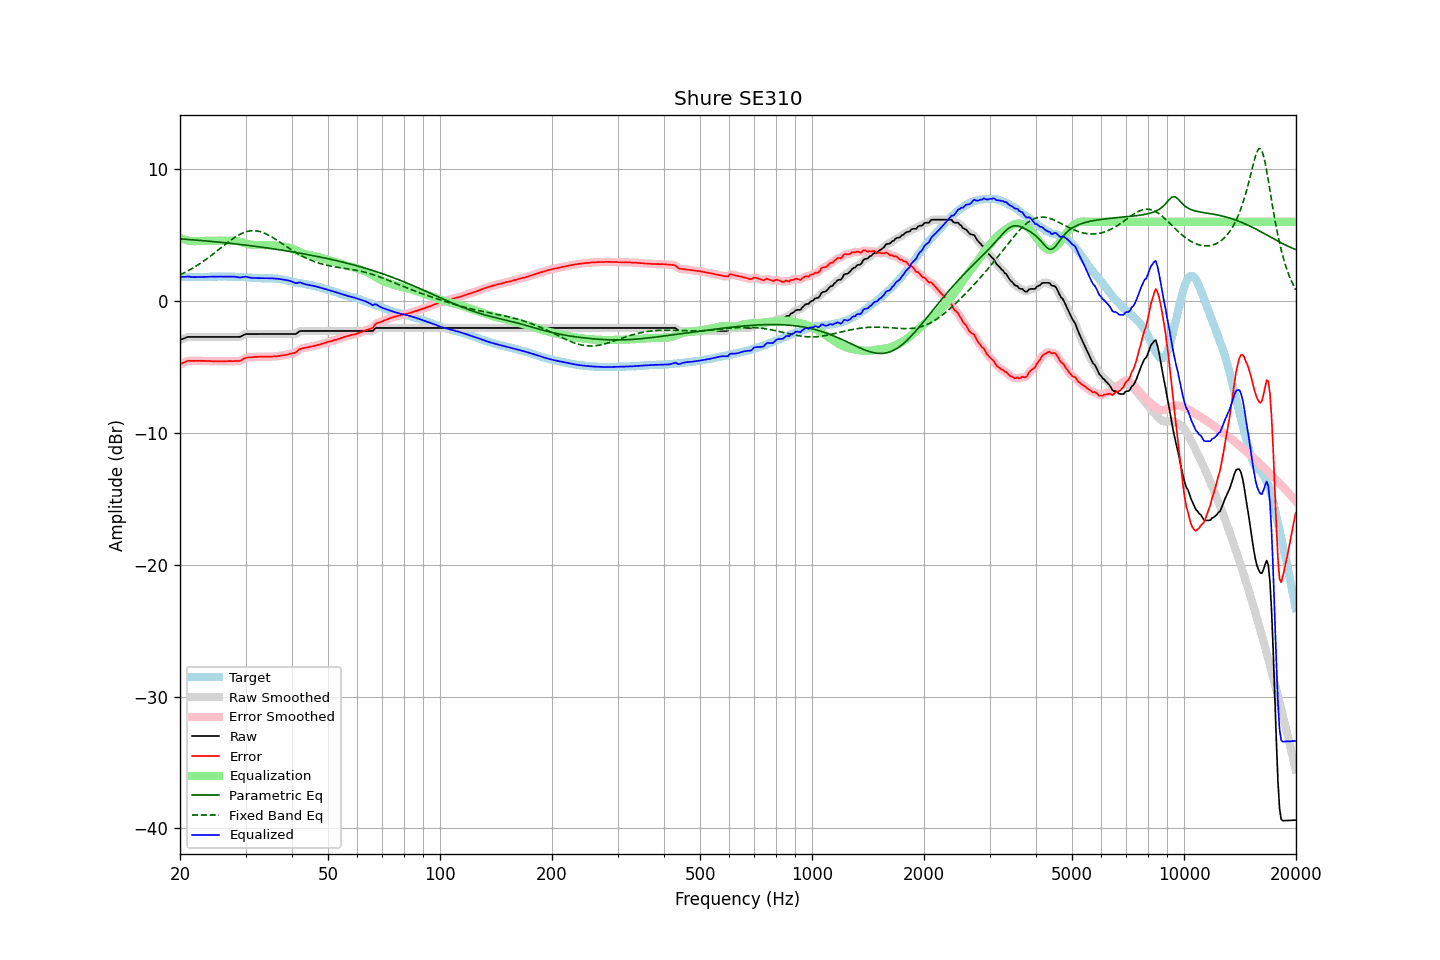 Shure SE310
Amplitude (dBr)
10
0
−10
−20
−30
−40
Target
Raw Smoothed
Error Smoothed
Raw
Error
Equalization
Parametric Eq
Fixed Band Eq
Equalized
20 50 100 200 500 1000 2000 5000 10000 20000
Frequency (Hz)